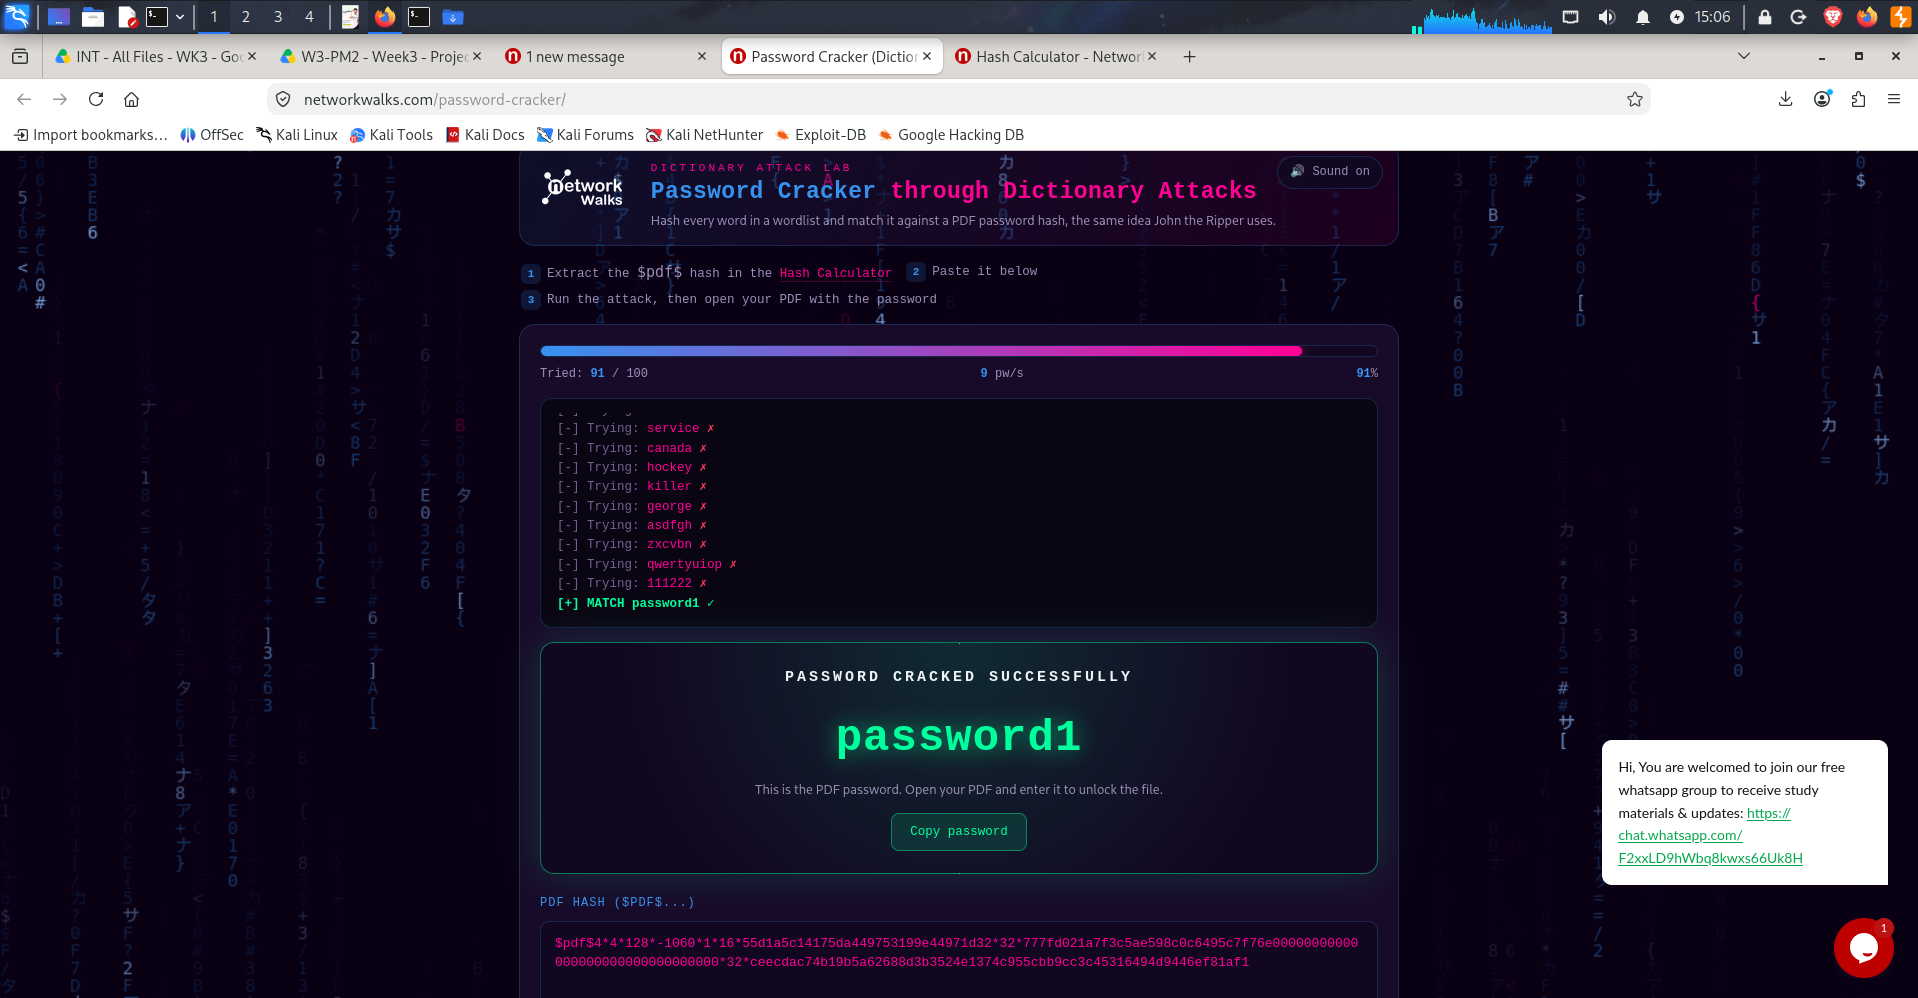 1 2 3 4 15:06
INT - All Files - WK3 - Goo
W3-PM2 - Week3 - Projec
1 new message
Password Cracker (Diction
Hash Calculator - Networ
networkwalks.com/password-cracker/
Import bookmarks... OffSec Kali Linux Kali Tools Kali Docs Kali Forums Kali NetHunter Exploit-DB Google Hacking DB
network
Walks
DICTIONARY ATTACK LAB
Password Cracker through Dictionary Attacks
Hash every word in a wordlist and match it against a PDF password hash, the same idea John the Ripper uses.
Sound on
1 Extract the $pdf$ hash in the Hash Calculator 2 Paste it below
3 Run the attack, then open your PDF with the password
Tried: 91 / 100 9 pw/s 91%
[-] Trying: service ✗
[-] Trying: canada ✗
[-] Trying: hockey ✗
[-] Trying: killer ✗
[-] Trying: george ✗
[-] Trying: asdfgh ✗
[-] Trying: zxcvbn ✗
[-] Trying: qwertyuiop ✗
[-] Trying: 111222 ✗
[+] MATCH password1 ✓
PASSWORD CRACKED SUCCESSFULLY
password1
This is the PDF password. Open your PDF and enter it to unlock the file.
Copy password
PDF HASH ($PDF$...)
$pdf$4*4*128*-1060*1*16*55d1a5c14175da449753199e44971d32*32*777fd021a7f3c5ae598c0c6495c7f76e00000000000
000000000000000000000*32*ceecdac74b19b5a62688d3b3524e1374c955cbb9cc3c45316494d9446ef81af1
Hi, You are welcomed to join our free
whatsapp group to receive study
materials & updates: https://
chat.whatsapp.com/
F2xxLD9hWbq8kwxs66Uk8H
1